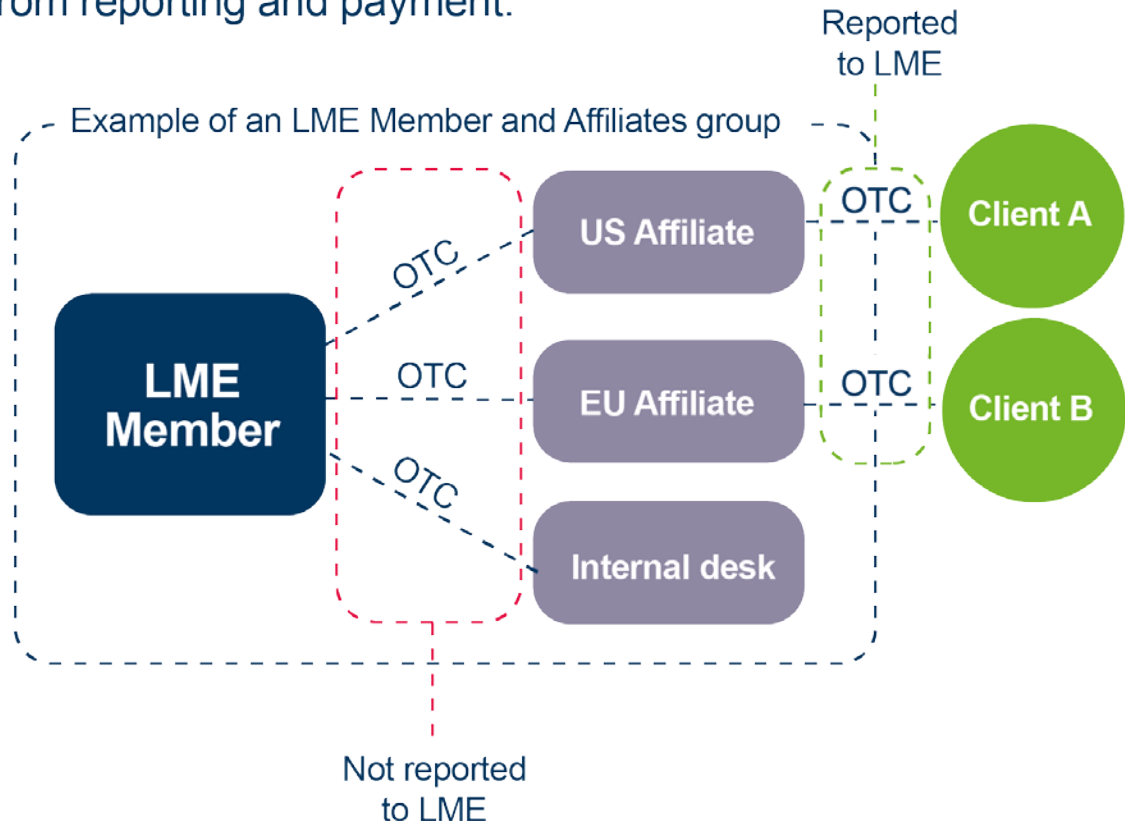 from reporting and payment.
Reported
to LME
Example of an LME Member and Affiliates group
OTC
US Affiliate
OTC
Client A
LME
Member
OTC
EU Affiliate
OTC
Client B
OTC
Internal desk
Not reported
to LME